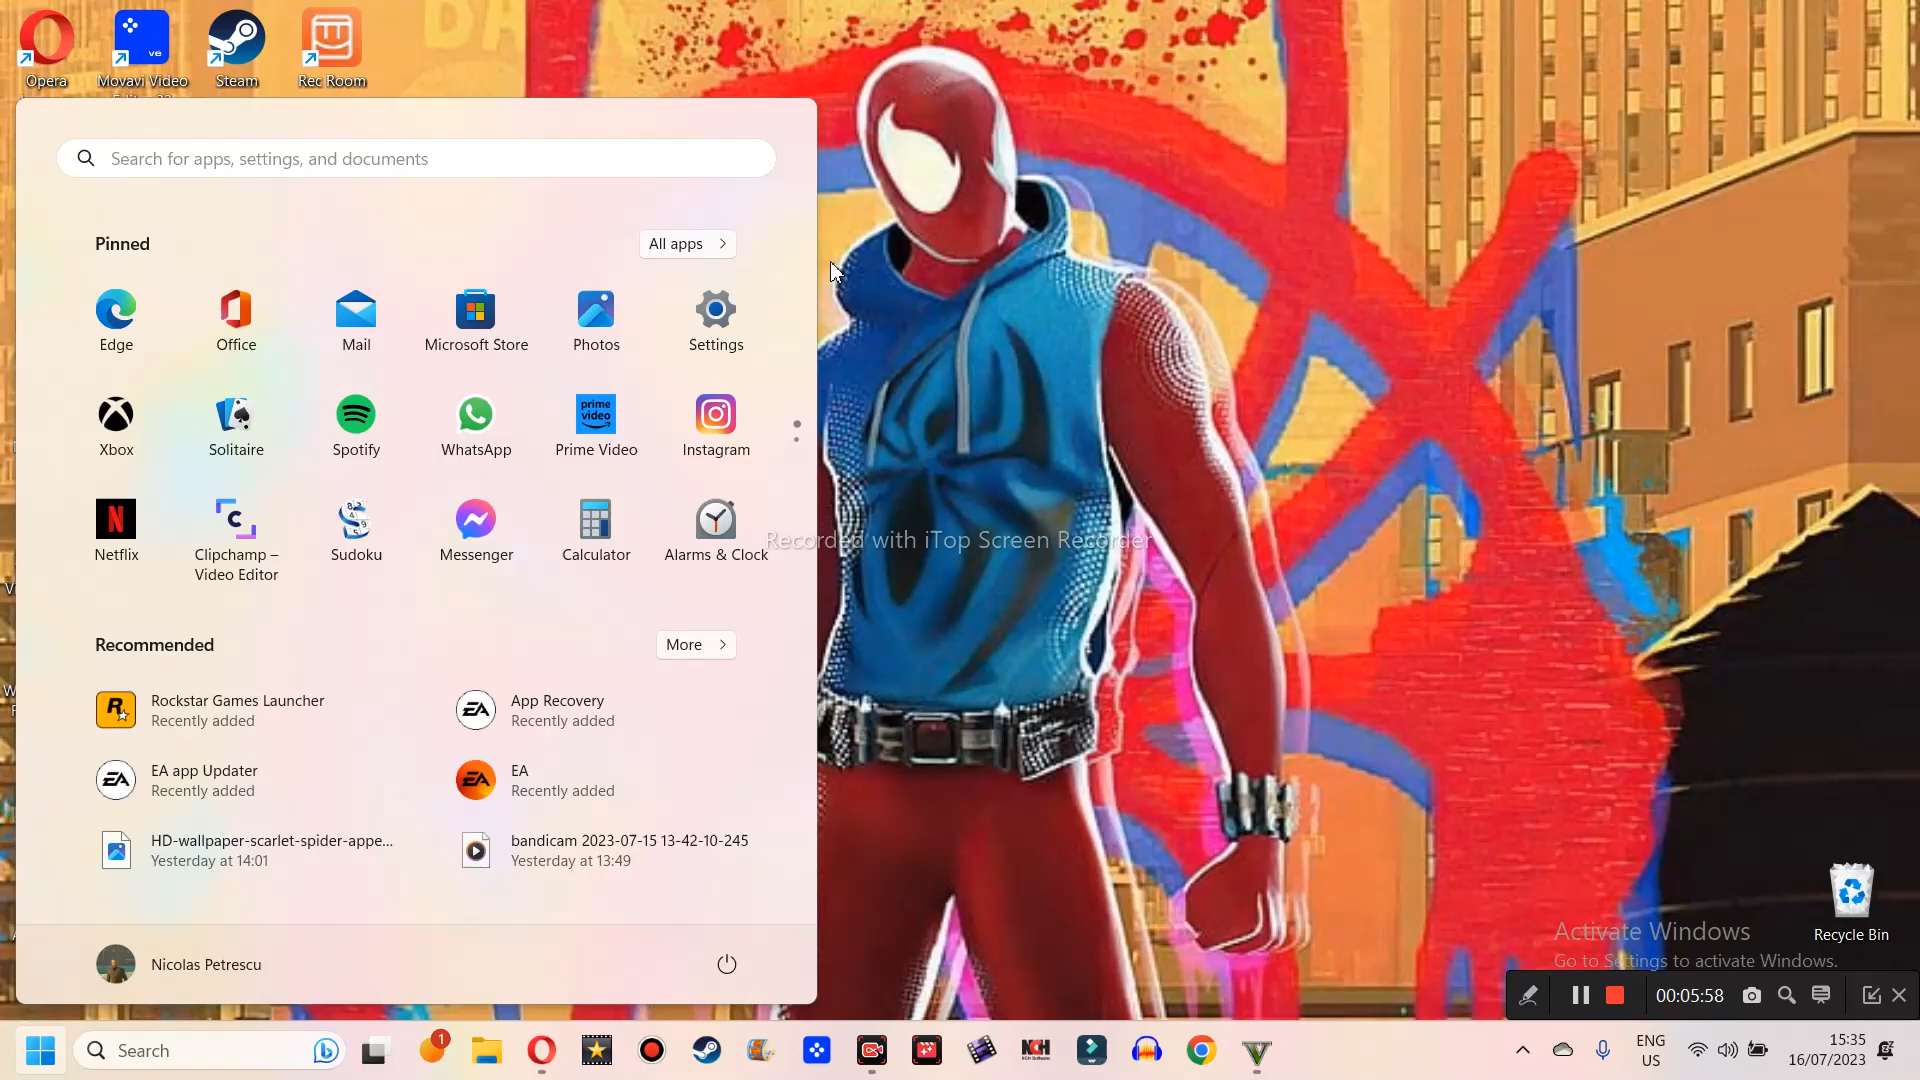 Opera
Movavi Video
Steam
Rec Room
Search for apps, settings, and documents
Pinned
All apps
Edge
Office
Mail
Microsoft Store
Photos
Settings
Xbox
Solitaire
Spotify
WhatsApp
prime
video
Prime Video
Instagram
Netflix
Clipchamp –
Video Editor
Sudoku
Messenger
Calculator
Alarms & Clock
Recorded with iTop Screen Recorder
Recommended
More
Rockstar Games Launcher
Recently added
App Recovery
Recently added
EA app Updater
Recently added
EA
Recently added
HD-wallpaper-scarlet-spider-appe...
Yesterday at 14:01
bandicam 2023-07-15 13-42-10-245
Yesterday at 13:49
Nicolas Petrescu
Recycle Bin
Activate Windows
Go to Settings to activate Windows.
00:05:58
Search
1
NCH
ENG
US
15:35
16/07/2023